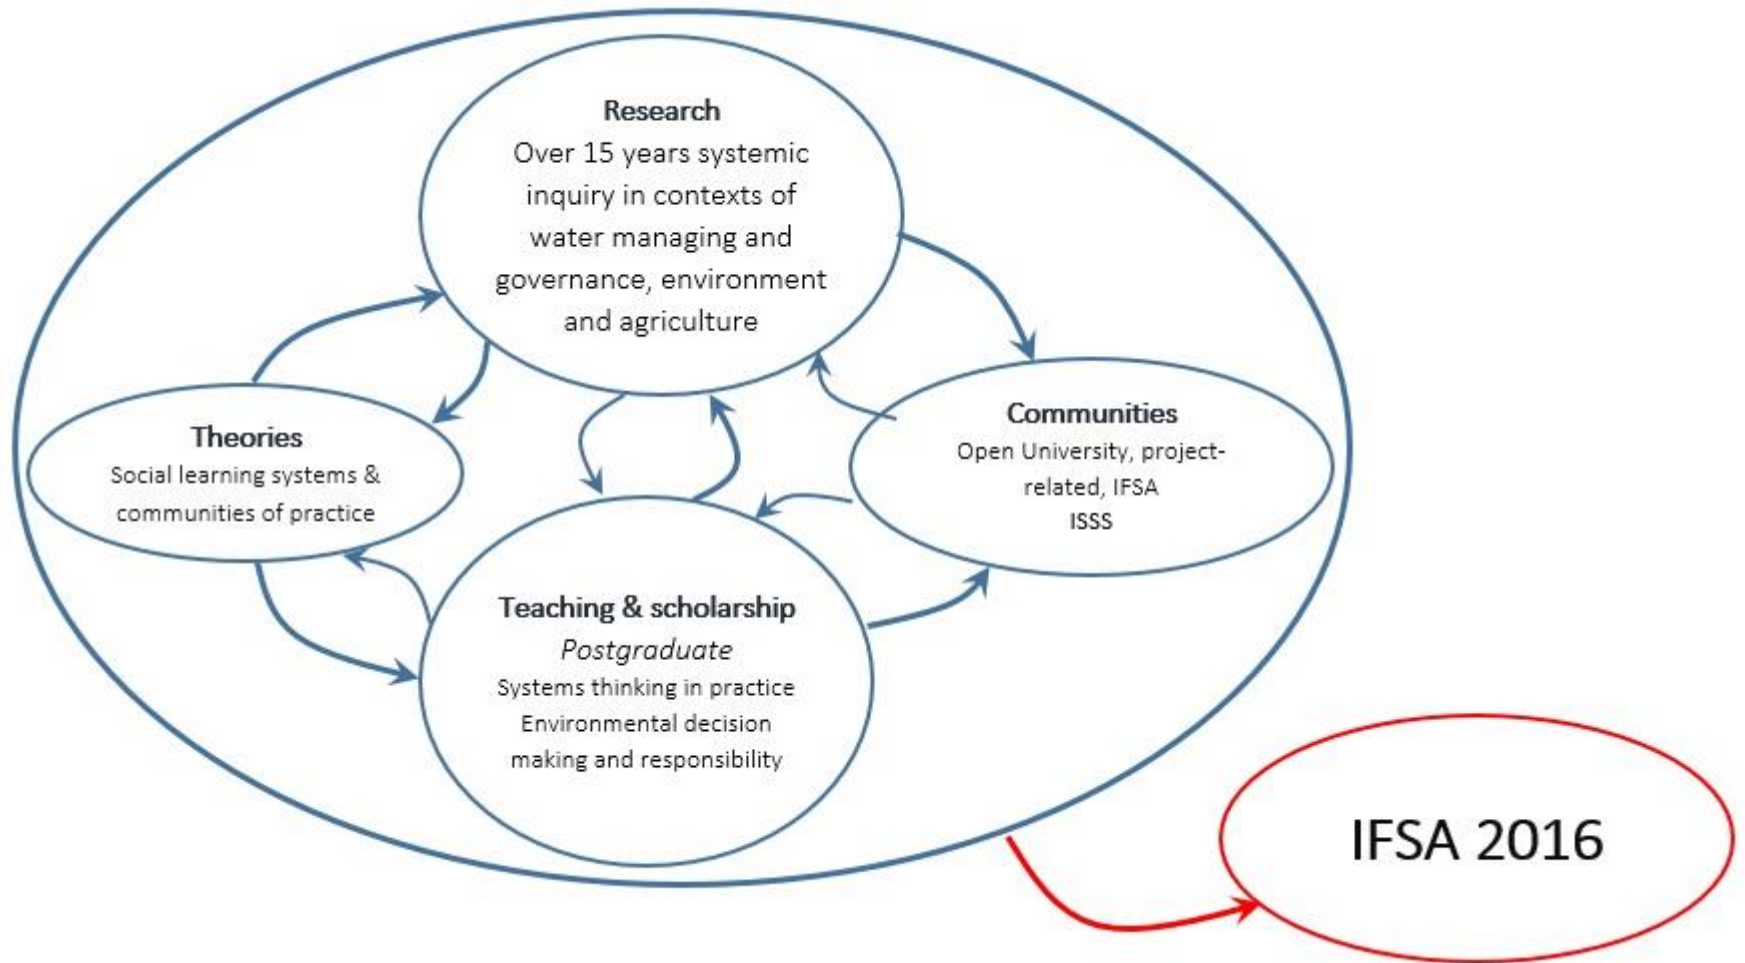 Research
Over 15 years systemic
inquiry in contexts of
water managing and
governance, environment
and agriculture
Theories
Social learning systems &
communities of practice
Communities
Open University, project-
related, IFSA
ISSS
Teaching & scholarship
Postgraduate
Systems thinking in practice
Environmental decision
making and responsibility
IFSA 2016